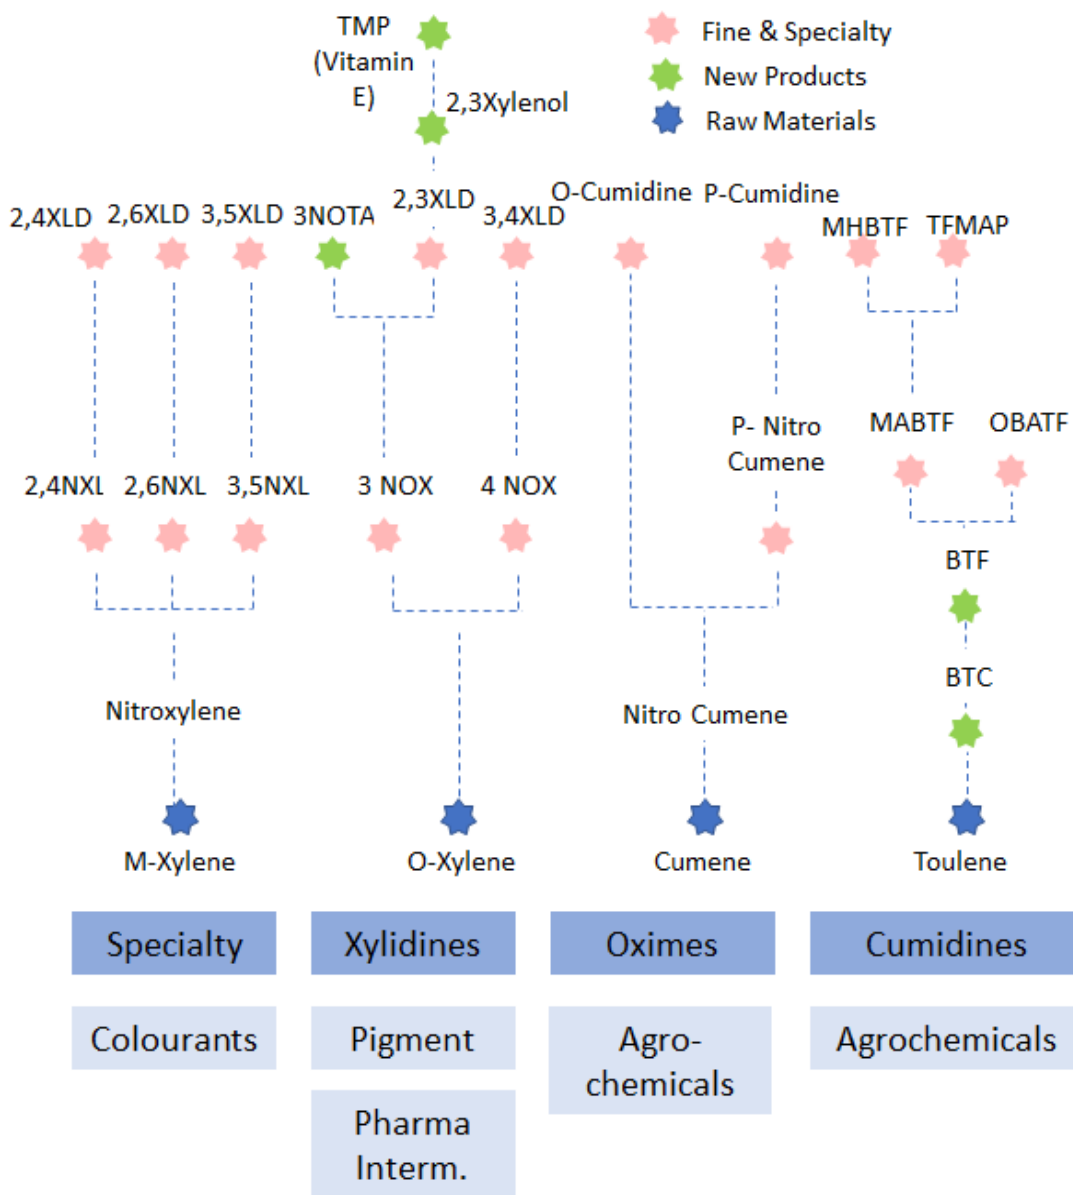 TMP
(Vitamin
E)
Fine & Specialty
New Products
Raw Materials
2,3Xylenol
2,4XLD
2,6XLD
3,5XLD
3NOTA
2,3XLD
3,4XLD
O-Cumidine
P-Cumidine
MHBTF
TFMAP
P- Nitro
Cumene
MABTF
OBATF
2,4NXL
2,6NXL
3,5NXL
3 NOX
4 NOX
BTF
BTC
Nitroxylene
Nitro Cumene
M-Xylene
O-Xylene
Cumene
Toulene
Specialty
Xylidines
Oximes
Cumidines
Colourants
Pigment
Agro-
chemicals
Agrochemicals
Pharma
Interm.